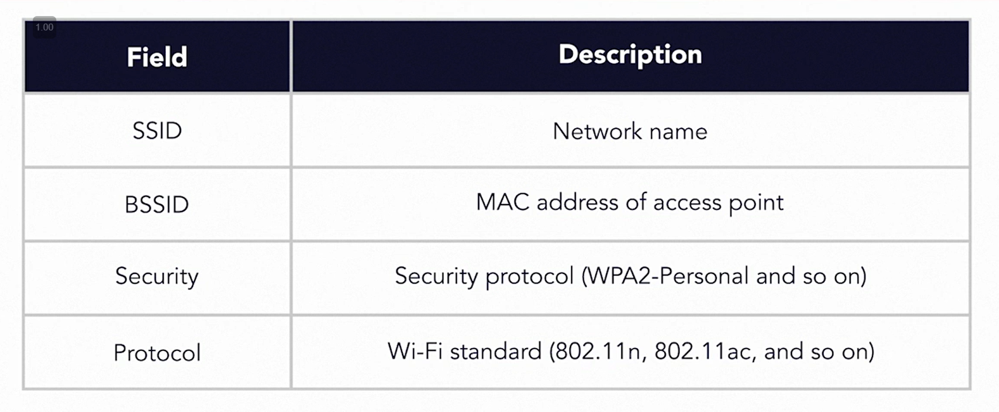 1.00
Field
Description
SSID
Network name
BSSID
MAC address of access point
Security
Security protocol (WPA2-Personal and so on)
Protocol
Wi-Fi standard (802.11n, 802.11ac, and so on)